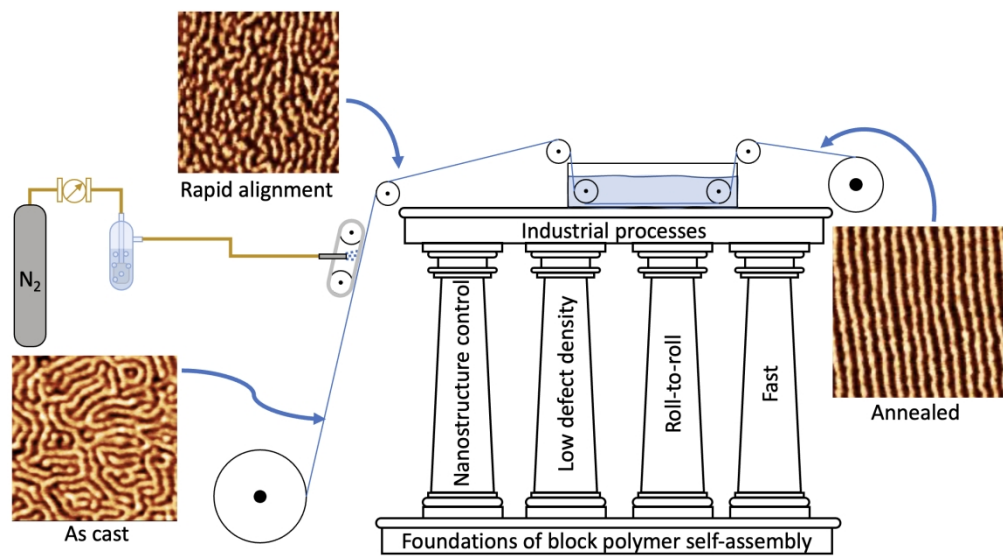 Rapid alignment
N2
As cast
Industrial processes
Nanostructure control
Low defect density
Roll-to-roll
Fast
Foundations of block polymer self-assembly
Annealed